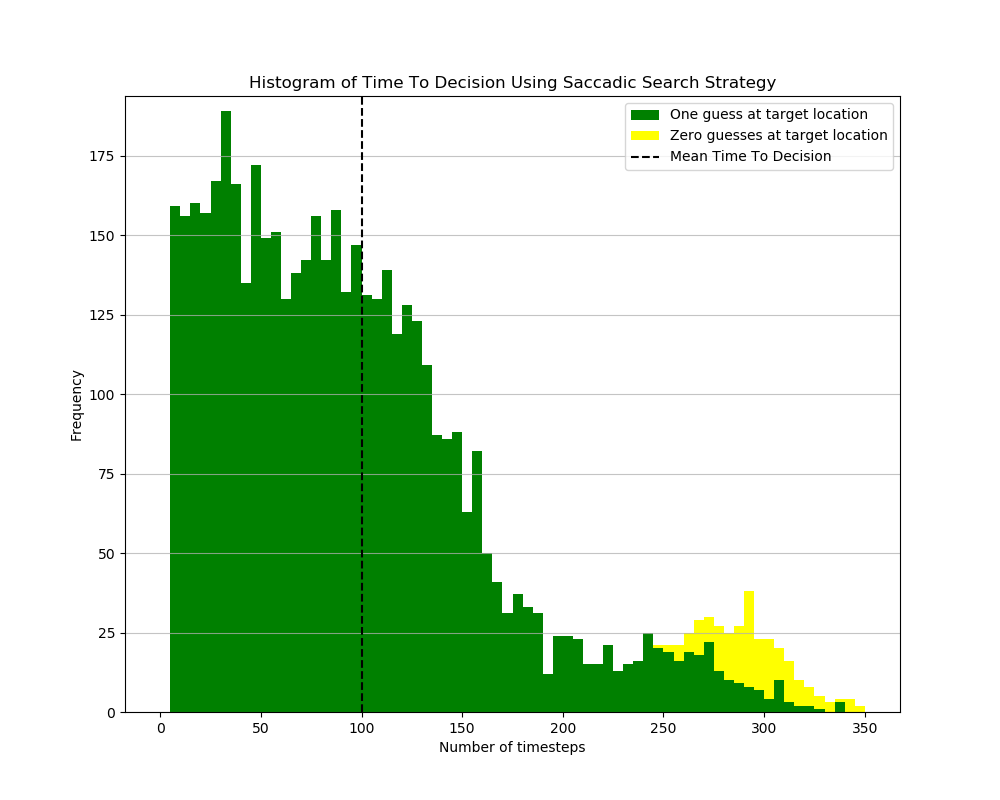 Histogram of Time To Decision Using Saccadic Search Strategy
One guess at target location
Zero guesses at target location
Mean Time To Decision
Frequency
175
150
125
100
75
50
25
0
0 50 100 150 200 250 300 350
Number of timesteps